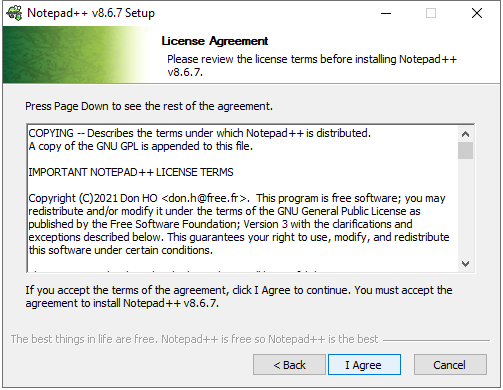 Notepad++ v8.6.7 Setup
License Agreement
Please review the license terms before installing Notepad++
v8.6.7.
Press Page Down to see the rest of the agreement.
COPYING -- Describes the terms under which Notepad++ is distributed.
A copy of the GNU GPL is appended to this file.
IMPORTANT NOTEPAD++ LICENSE TERMS
Copyright (C)2021 Don HO <don.h@free.fr>. This program is free software; you may
redistribute and/or modify it under the terms of the GNU General Public License as
published by the Free Software Foundation; Version 3 with the clarifications and
exceptions described below. This guarantees your right to use, modify, and redistribute
this software under certain conditions.
If you accept the terms of the agreement, click I Agree to continue. You must accept the
agreement to install Notepad++ v8.6.7.
The best things in life are free. Notepad++ is free so Notepad++ is the best
< Back
I Agree
Cancel